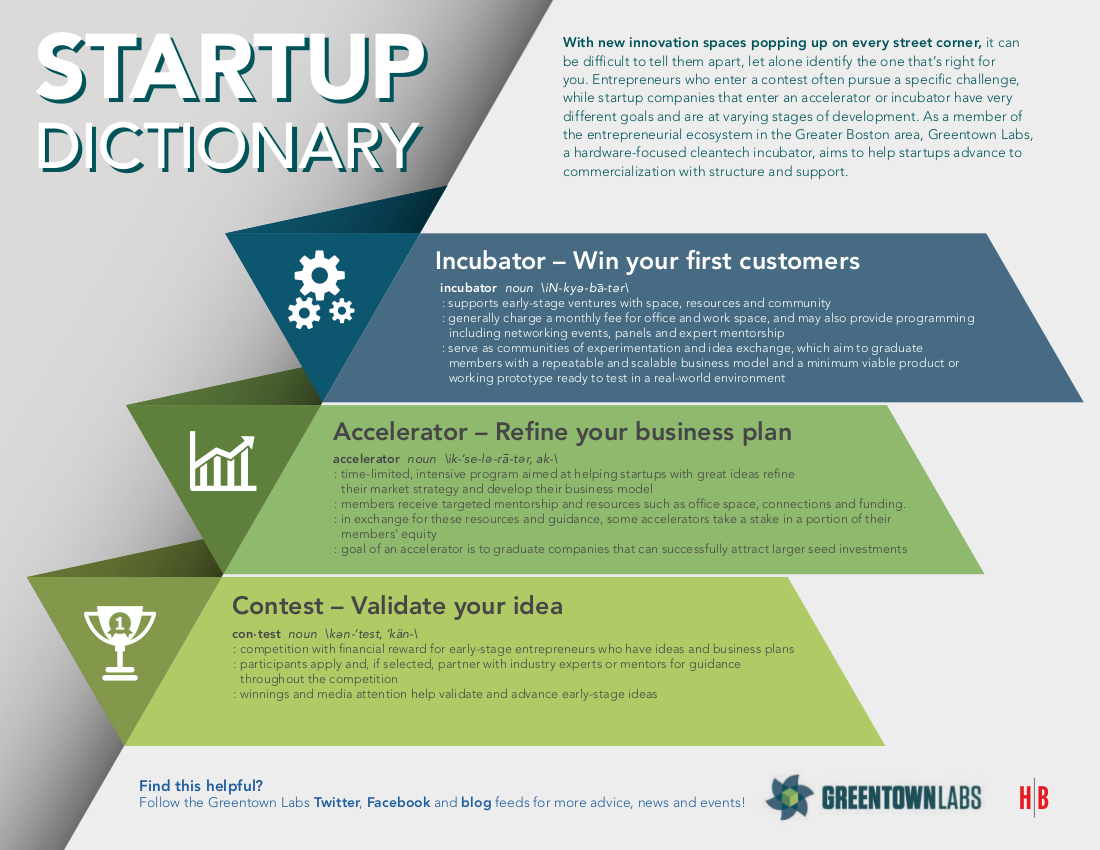 STARTUP
DICTIONARY
With new innovation spaces popping up on every street corner, it can
be difficult to tell them apart, let alone identify the one that's right for
you. Entrepreneurs who enter a contest often pursue a specific challenge,
while startup companies that enter an accelerator or incubator have very
different goals and are at varying stages of development. As a member of
the entrepreneurial ecosystem in the Greater Boston area, Greentown Labs,
a hardware-focused cleantech incubator, aims to help startups advance to
commercialization with structure and support.
Incubator – Win your first customers
incubator noun \iN-kyə-bā-tər\
: supports early-stage ventures with space, resources and community
: generally charge a monthly fee for office and work space, and may also provide programming
including networking events, panels and expert mentorship
: serve as communities of experimentation and idea exchange, which aim to graduate
members with a repeatable and scalable business model and a minimum viable product or
working prototype ready to test in a real-world environment
Accelerator – Refine your business plan
accelerator noun \ik-'se-lə-rā-tər, ak-\
: time-limited, intensive program aimed at helping startups with great ideas refine
their market strategy and develop their business model
: members receive targeted mentorship and resources such as office space, connections and funding.
: in exchange for these resources and guidance, some accelerators take a stake in a portion of their
members' equity
: goal of an accelerator is to graduate companies that can successfully attract larger seed investments
1
Contest – Validate your idea
con·test noun \kən-'test, 'kän-\
: competition with financial reward for early-stage entrepreneurs who have ideas and business plans
: participants apply and, if selected, partner with industry experts or mentors for guidance
throughout the competition
: winnings and media attention help validate and advance early-stage ideas
Find this helpful?
Follow the Greentown Labs Twitter, Facebook and blog feeds for more advice, news and events!
GREENTOWNLABS
H|B